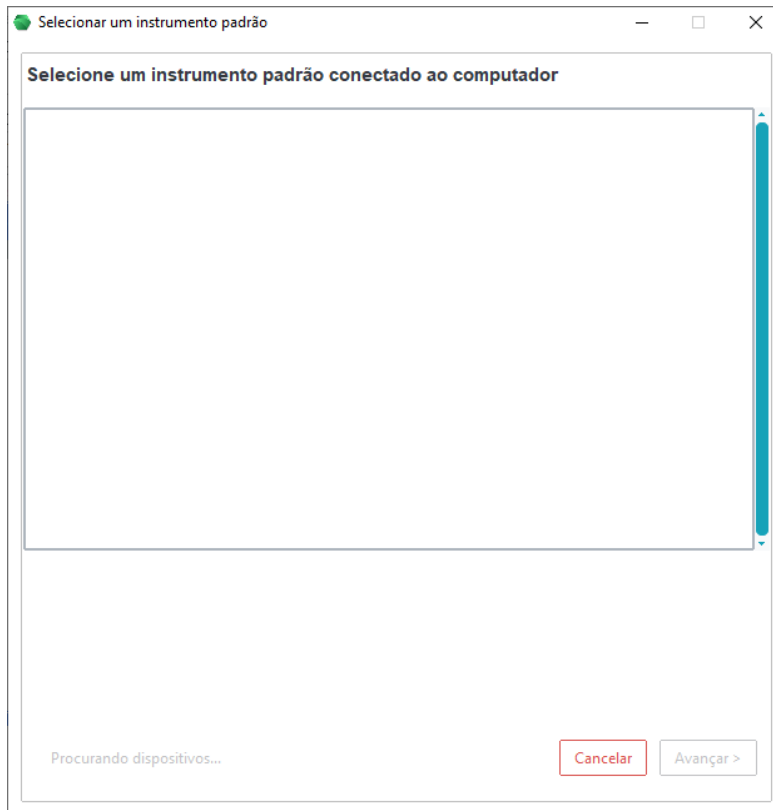 Selecionar um instrumento padrão
Selecione um instrumento padrão conectado ao computador
Procurando dispositivos...
Cancelar
Avançar >